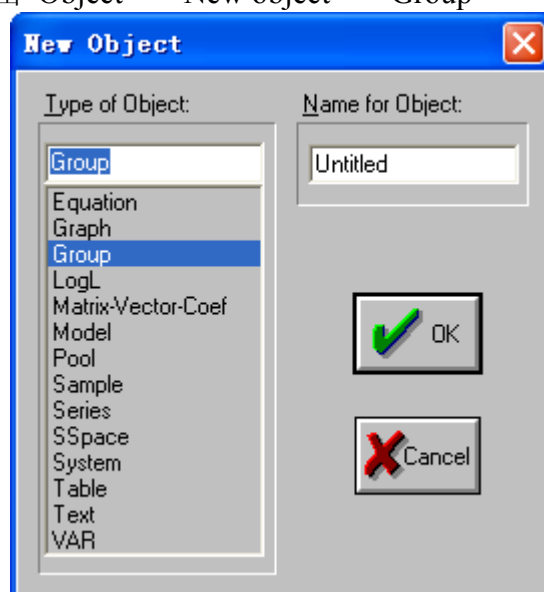 Object New object Group
New Object
Type of Object:
Name for Object:
Group
Untitled
Equation
Graph
Group
LogL
Matrix-Vector-Coef
Model
Pool
Sample
Series
SSpace
System
Table
Text
VAR
OK
Cancel